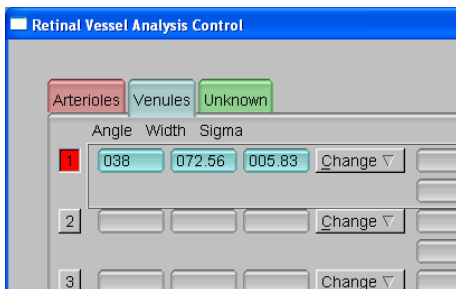 Retinal Vessel Analysis Control
Arterioles Venules Unknown
Angle Width Sigma
1 038 072.56 005.83 Change
2 Change
3 Change